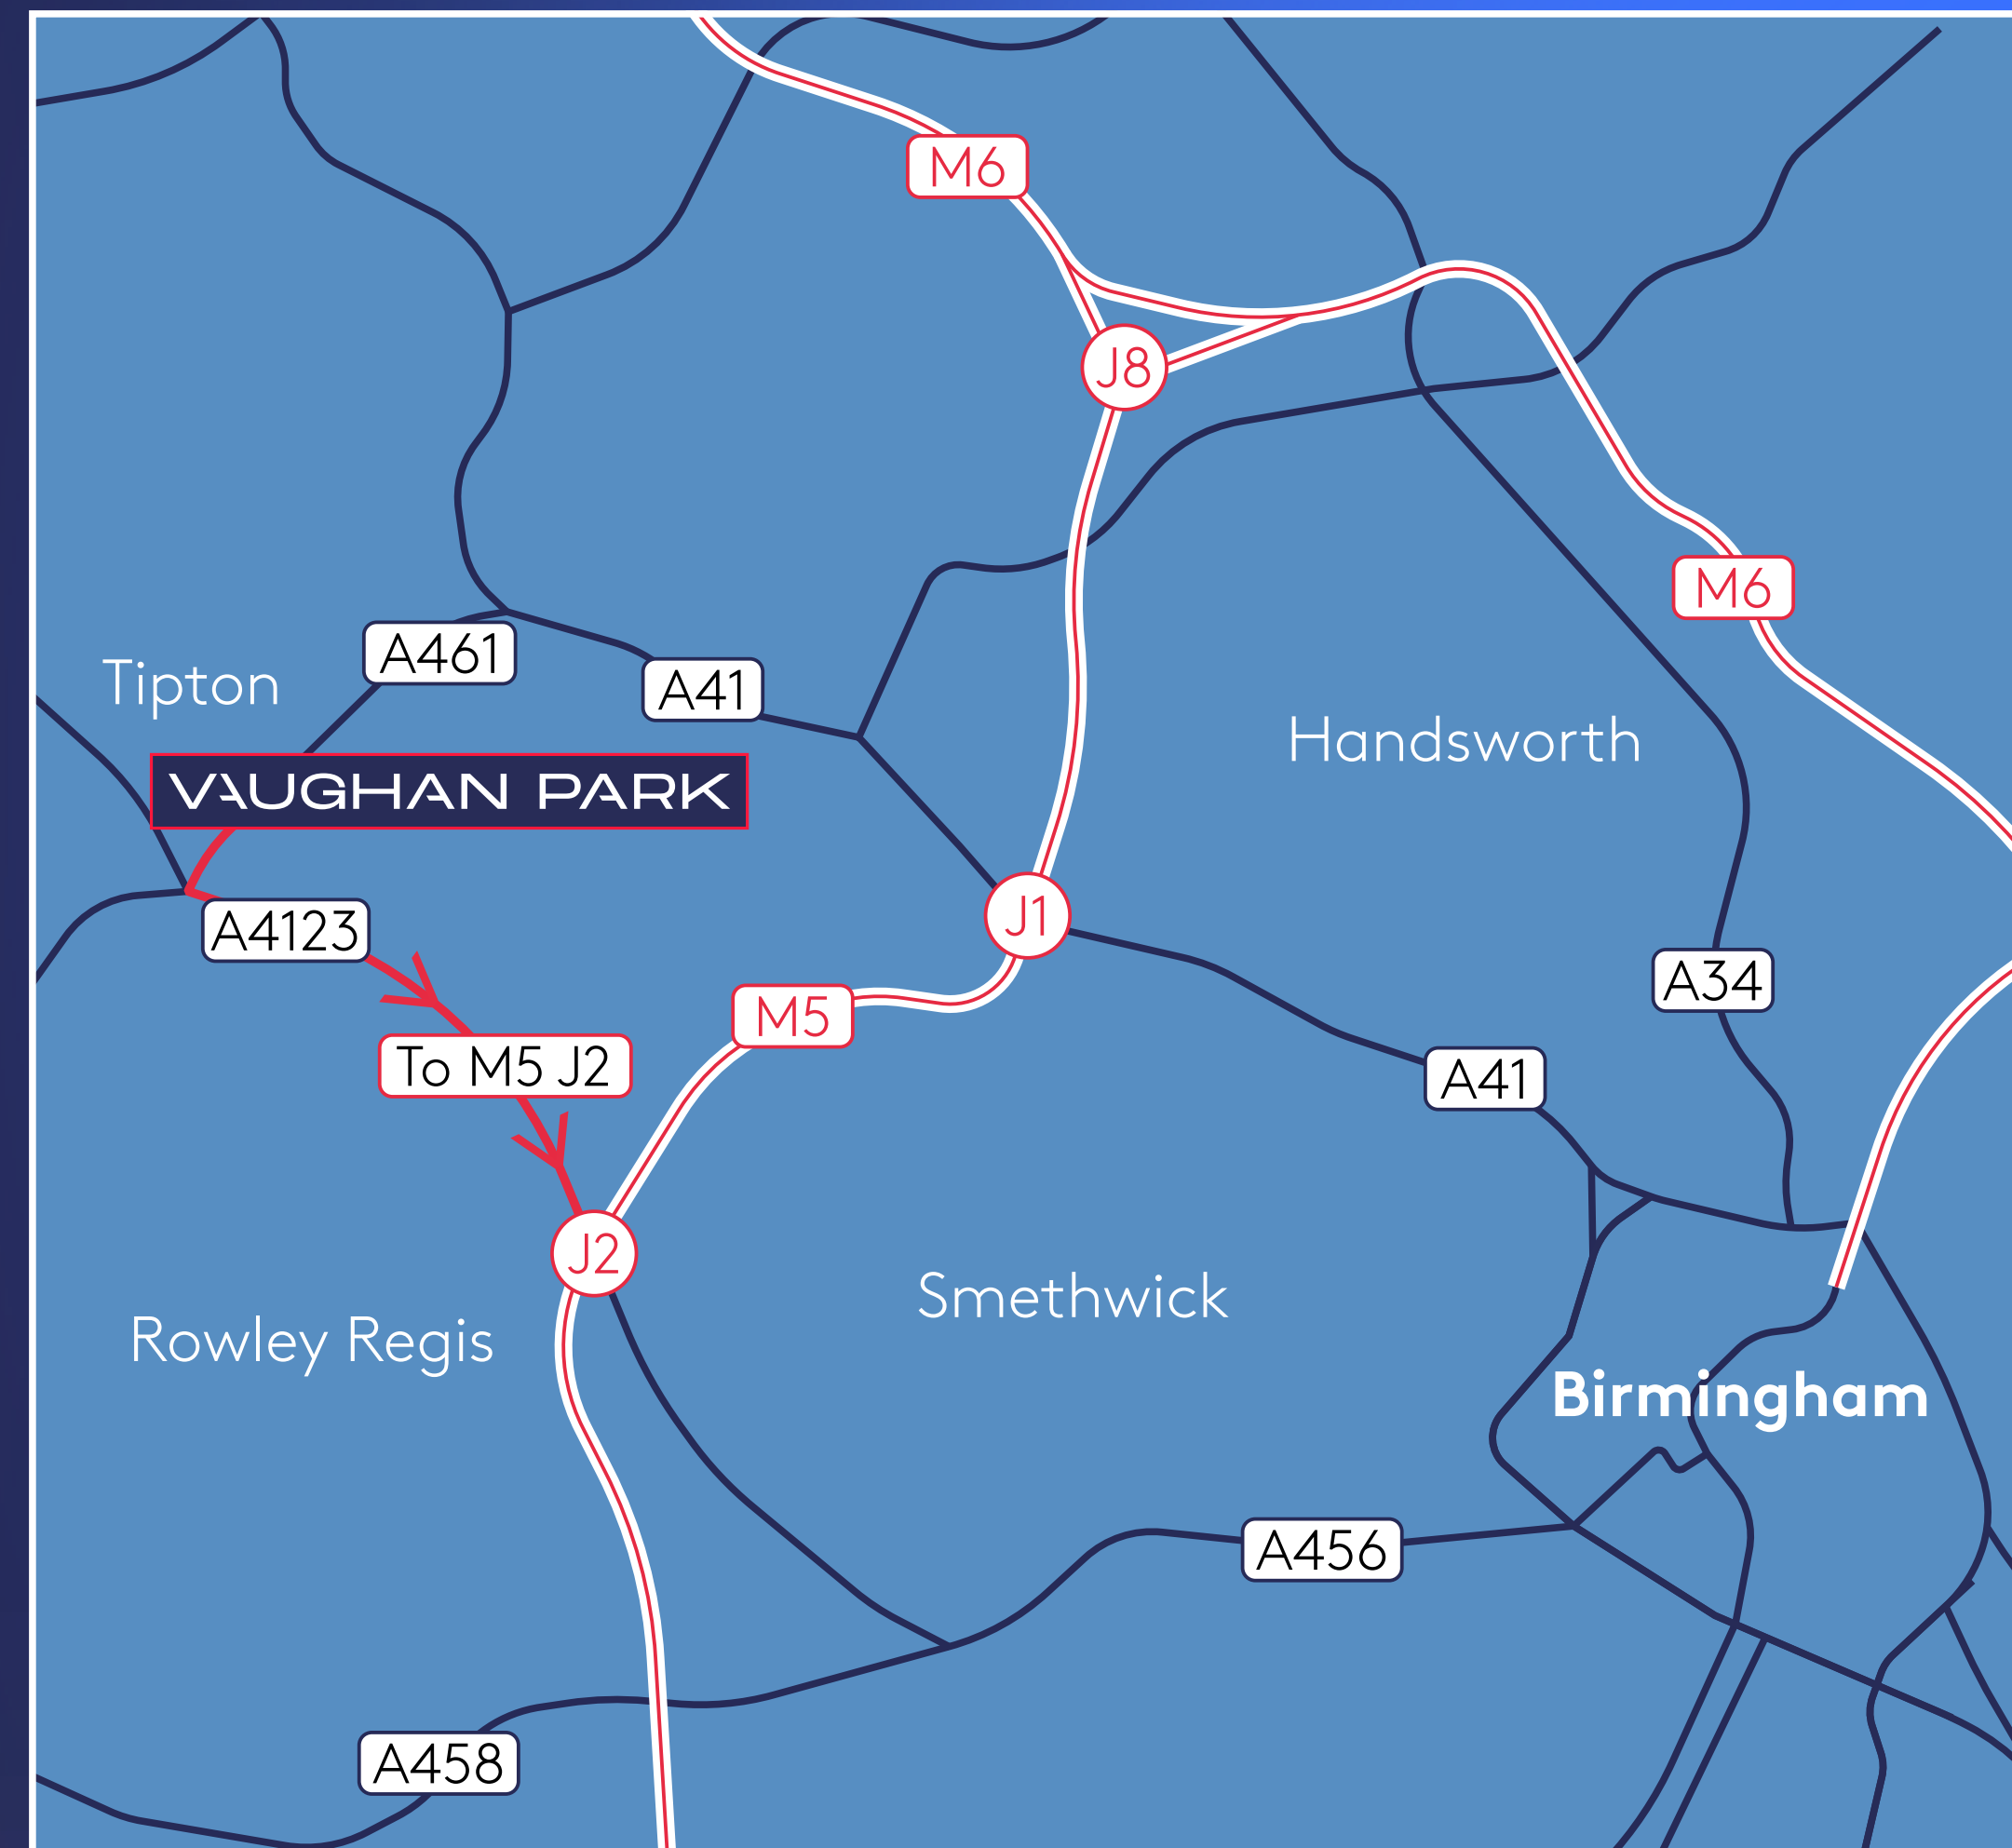 M6
J8
M6
A461
Tipton
A41
Handsworth
VAUGHAN PARK
J1
A4123
A34
M5
To M5 J2
A41
J2
Smethwick
Rowley Regis
Birmingham
A456
A458